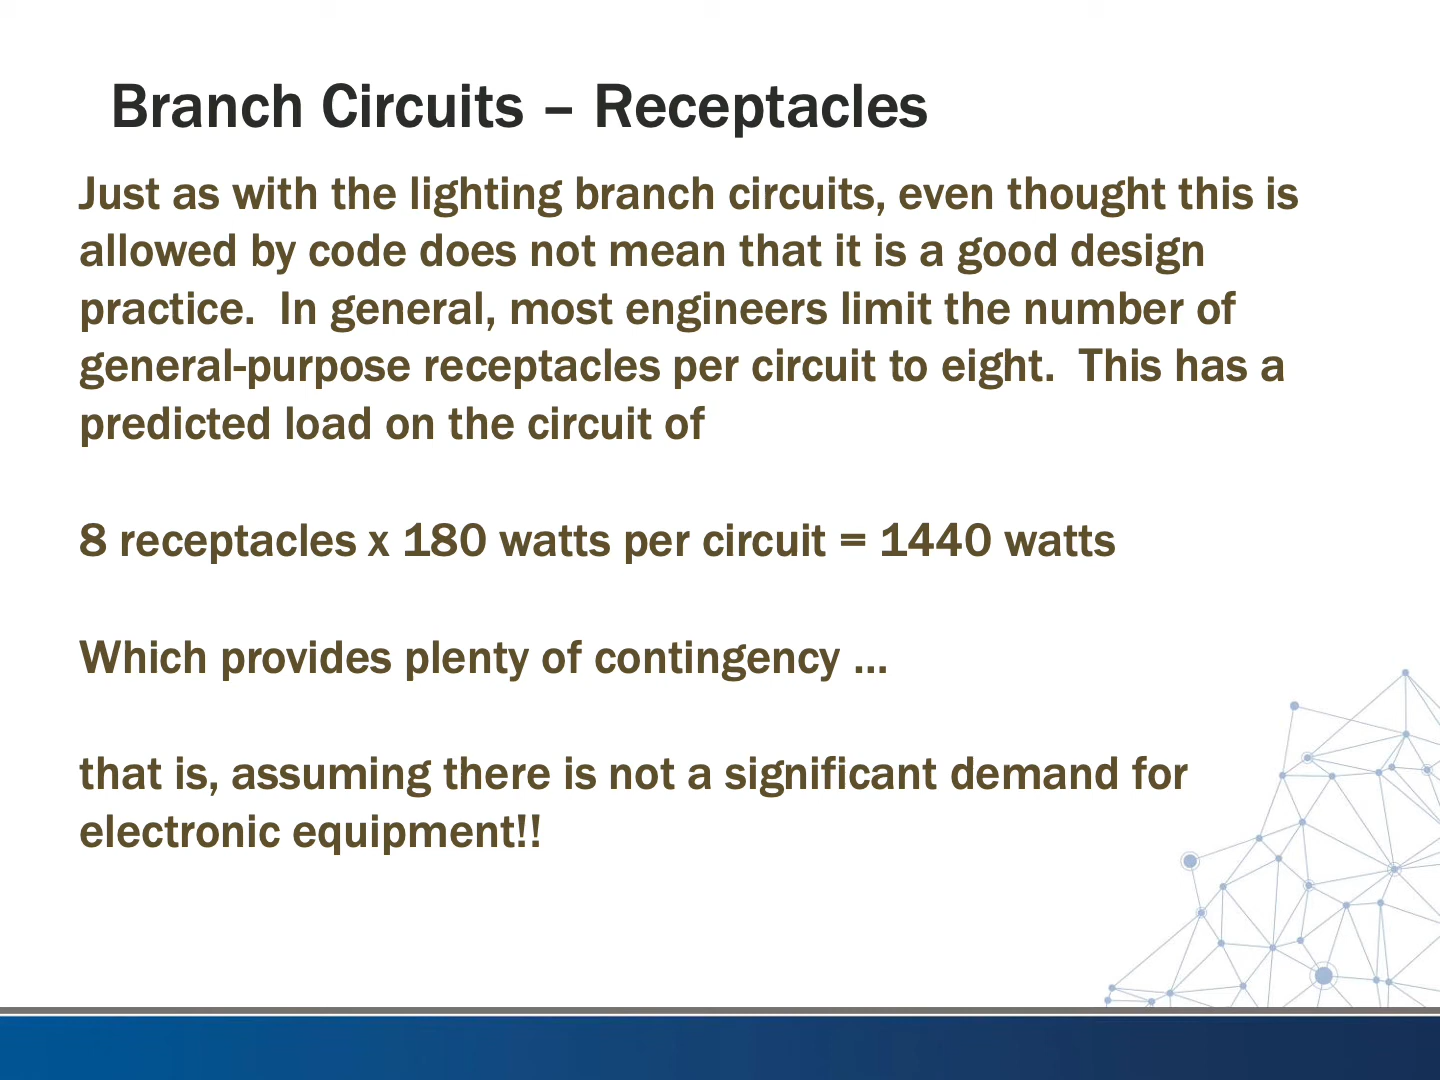 Branch Circuits – Receptacles
Just as with the lighting branch circuits, even thought this is
allowed by code does not mean that it is a good design
practice.  In general, most engineers limit the number of
general-purpose receptacles per circuit to eight.  This has a
predicted load on the circuit of
8 receptacles x 180 watts per circuit = 1440 watts
Which provides plenty of contingency …
that is, assuming there is not a significant demand for
electronic equipment!!